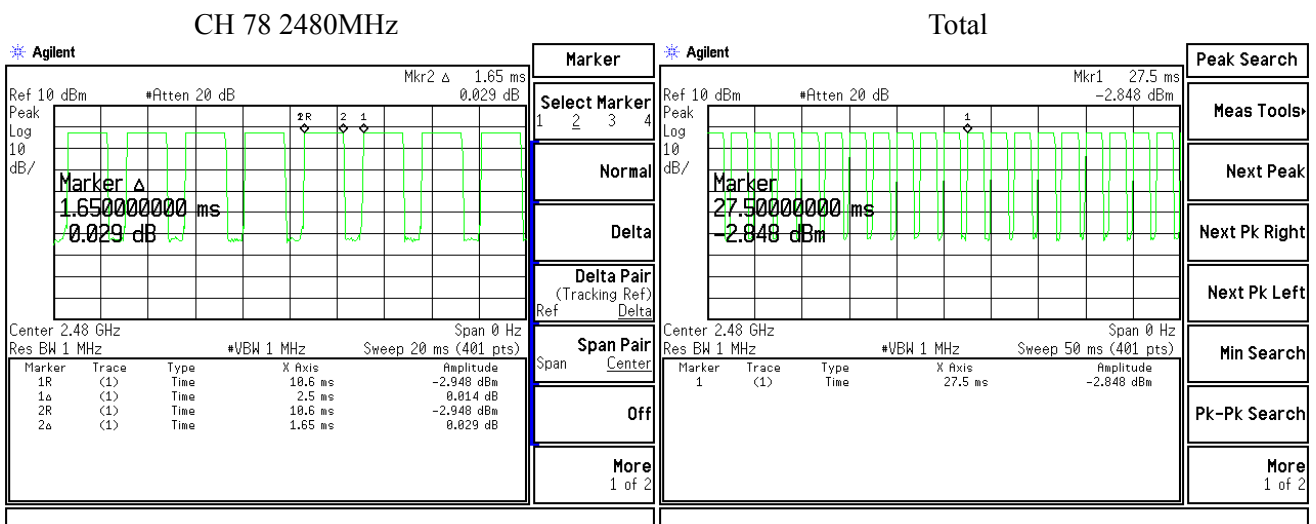 CH 78 2480MHz
Agilent
Mkr2 Δ 1.65 ms
Ref 10 dBm #Atten 20 dB 0.029 dB
Peak
Log
10
dB/
2R 2 1
Marker Δ
1.650000000 ms
0.029 dB
Center 2.48 GHz Span 0 Hz
Res BW 1 MHz #VBW 1 MHz Sweep 20 ms (401 pts)
Marker Trace Type X Axis Amplitude
1R (1) Time 10.6 ms -2.948 dBm
1Δ (1) Time 2.5 ms 0.014 dB
2R (1) Time 10.6 ms -2.948 dBm
2Δ (1) Time 1.65 ms 0.029 dB
Marker
Select Marker
1 2 3 4
Normal
Delta
Delta Pair
(Tracking Ref)
Ref Delta
Span Pair
Span Center
Off
More
1 of 2
Total
Agilent
Mkr1 27.5 ms
Ref 10 dBm #Atten 20 dB -2.848 dBm
Peak
Log
10
dB/
1
Marker
27.50000000 ms
-2.848 dBm
Center 2.48 GHz Span 0 Hz
Res BW 1 MHz #VBW 1 MHz Sweep 50 ms (401 pts)
Marker Trace Type X Axis Amplitude
1 (1) Time 27.5 ms -2.848 dBm
Peak Search
Meas Tools
Next Peak
Next Pk Right
Next Pk Left
Min Search
Pk-Pk Search
More
1 of 2